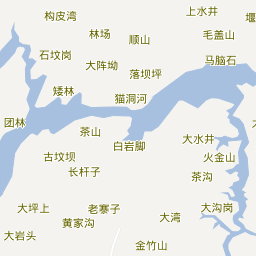 构皮湾
上水井
堰
林场
顺山
毛盖山
石坟岗
大阵坳
落坝坪
马脑石
矮林
猫洞河
团林
茶山
白岩脚
大水井
古坟坝
火金山
长杆子
茶沟
大坪上
老寨子
大沟岗
黄家沟
大湾
大岩头
金竹山